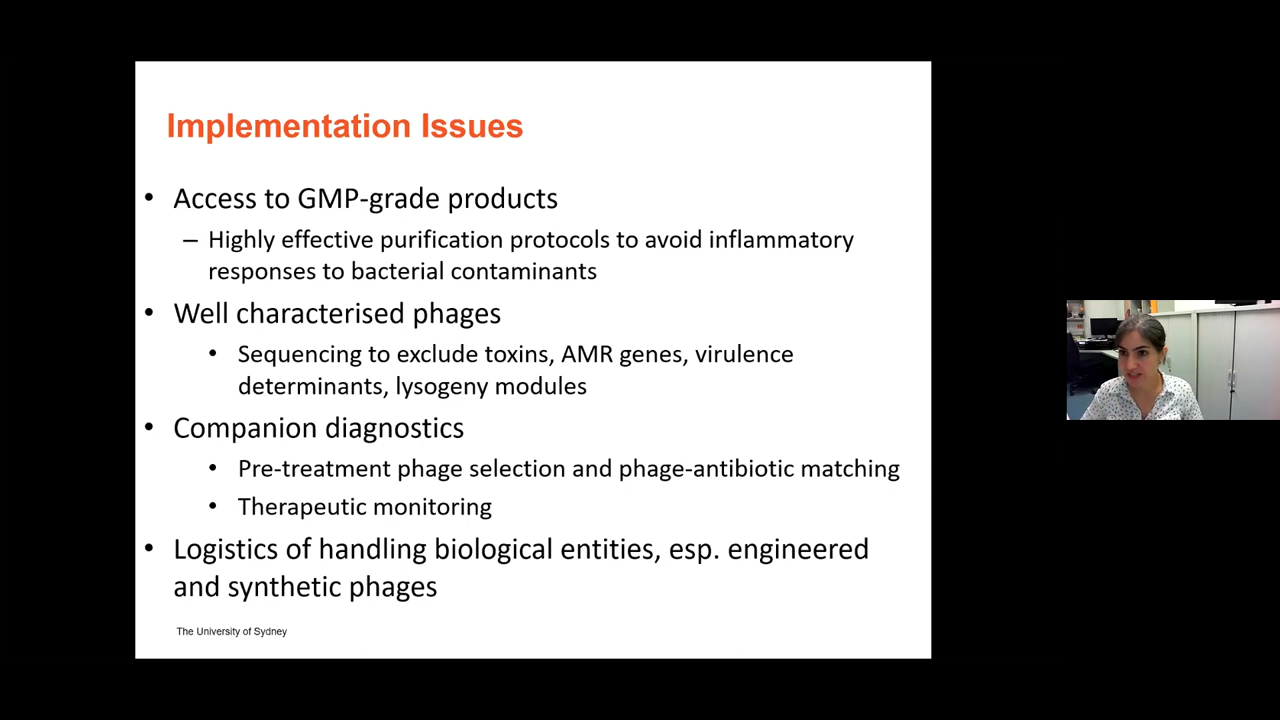 Implementation Issues
• Access to GMP-grade products
– Highly effective purification protocols to avoid inflammatory
responses to bacterial contaminants
• Well characterised phages
• Sequencing to exclude toxins, AMR genes, virulence
determinants, lysogeny modules
• Companion diagnostics
• Pre-treatment phage selection and phage-antibiotic matching
• Therapeutic monitoring
• Logistics of handling biological entities, esp. engineered
and synthetic phages
The University of Sydney